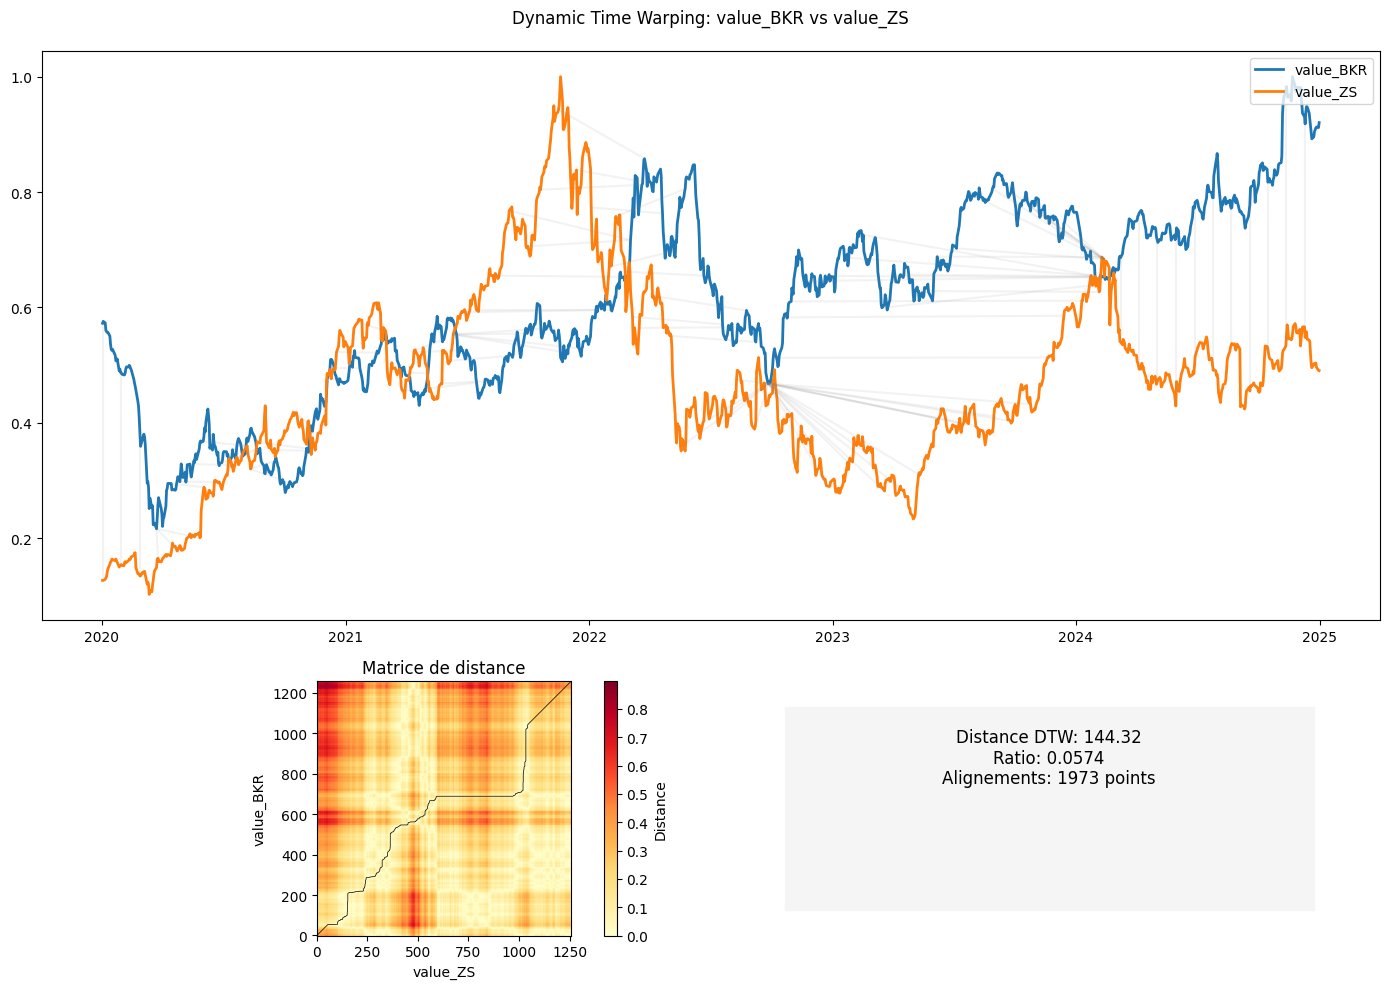 Dynamic Time Warping: value_BKR vs value_ZS
value_BKR
value_ZS
1.0
0.8
0.6
0.4
0.2
2020 2021 2022 2023 2024 2025
Matrice de distance
value_BKR
1200
1000
800
600
400
200
0
0 250 500 750 1000 1250
value_ZS
0.8
0.7
0.6
0.5
0.4
0.3
0.2
0.1
0.0
Distance
Distance DTW: 144.32
Ratio: 0.0574
Alignements: 1973 points